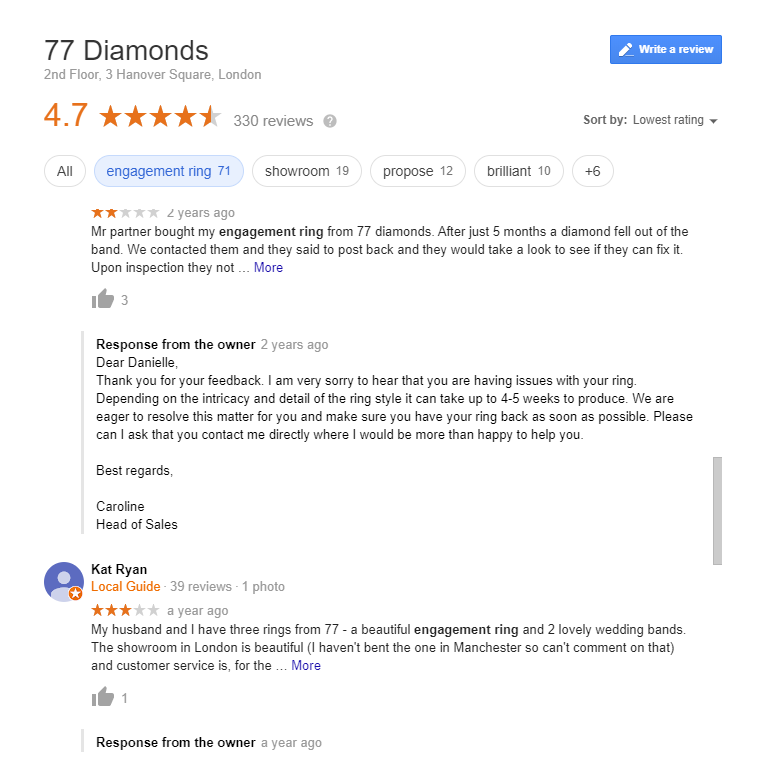 77 Diamonds
Write a review
2nd Floor, 3 Hanover Square, London
4.7 330 reviews ?
Sort by: Lowest rating
All engagement ring 71 showroom 19 propose 12 brilliant 10 +6
2 years ago
Mr partner bought my engagement ring from 77 diamonds. After just 5 months a diamond fell out of the
band. We contacted them and they said to post back and they would take a look to see if they can fix it.
Upon inspection they not ... More
3
Response from the owner 2 years ago
Dear Danielle,
Thank you for your feedback. I am very sorry to hear that you are having issues with your ring.
Depending on the intricacy and detail of the ring style it can take up to 4-5 weeks to produce. We are
eager to resolve this matter for you and make sure you have your ring back as soon as possible. Please
can I ask that you contact me directly where I would be more than happy to help you.
Best regards,
Caroline
Head of Sales
Kat Ryan
Local Guide · 39 reviews · 1 photo
a year ago
My husband and I have three rings from 77 - a beautiful engagement ring and 2 lovely wedding bands.
The showroom in London is beautiful (I haven't bent the one in Manchester so can't comment on that)
and customer service is, for the ... More
1
Response from the owner a year ago